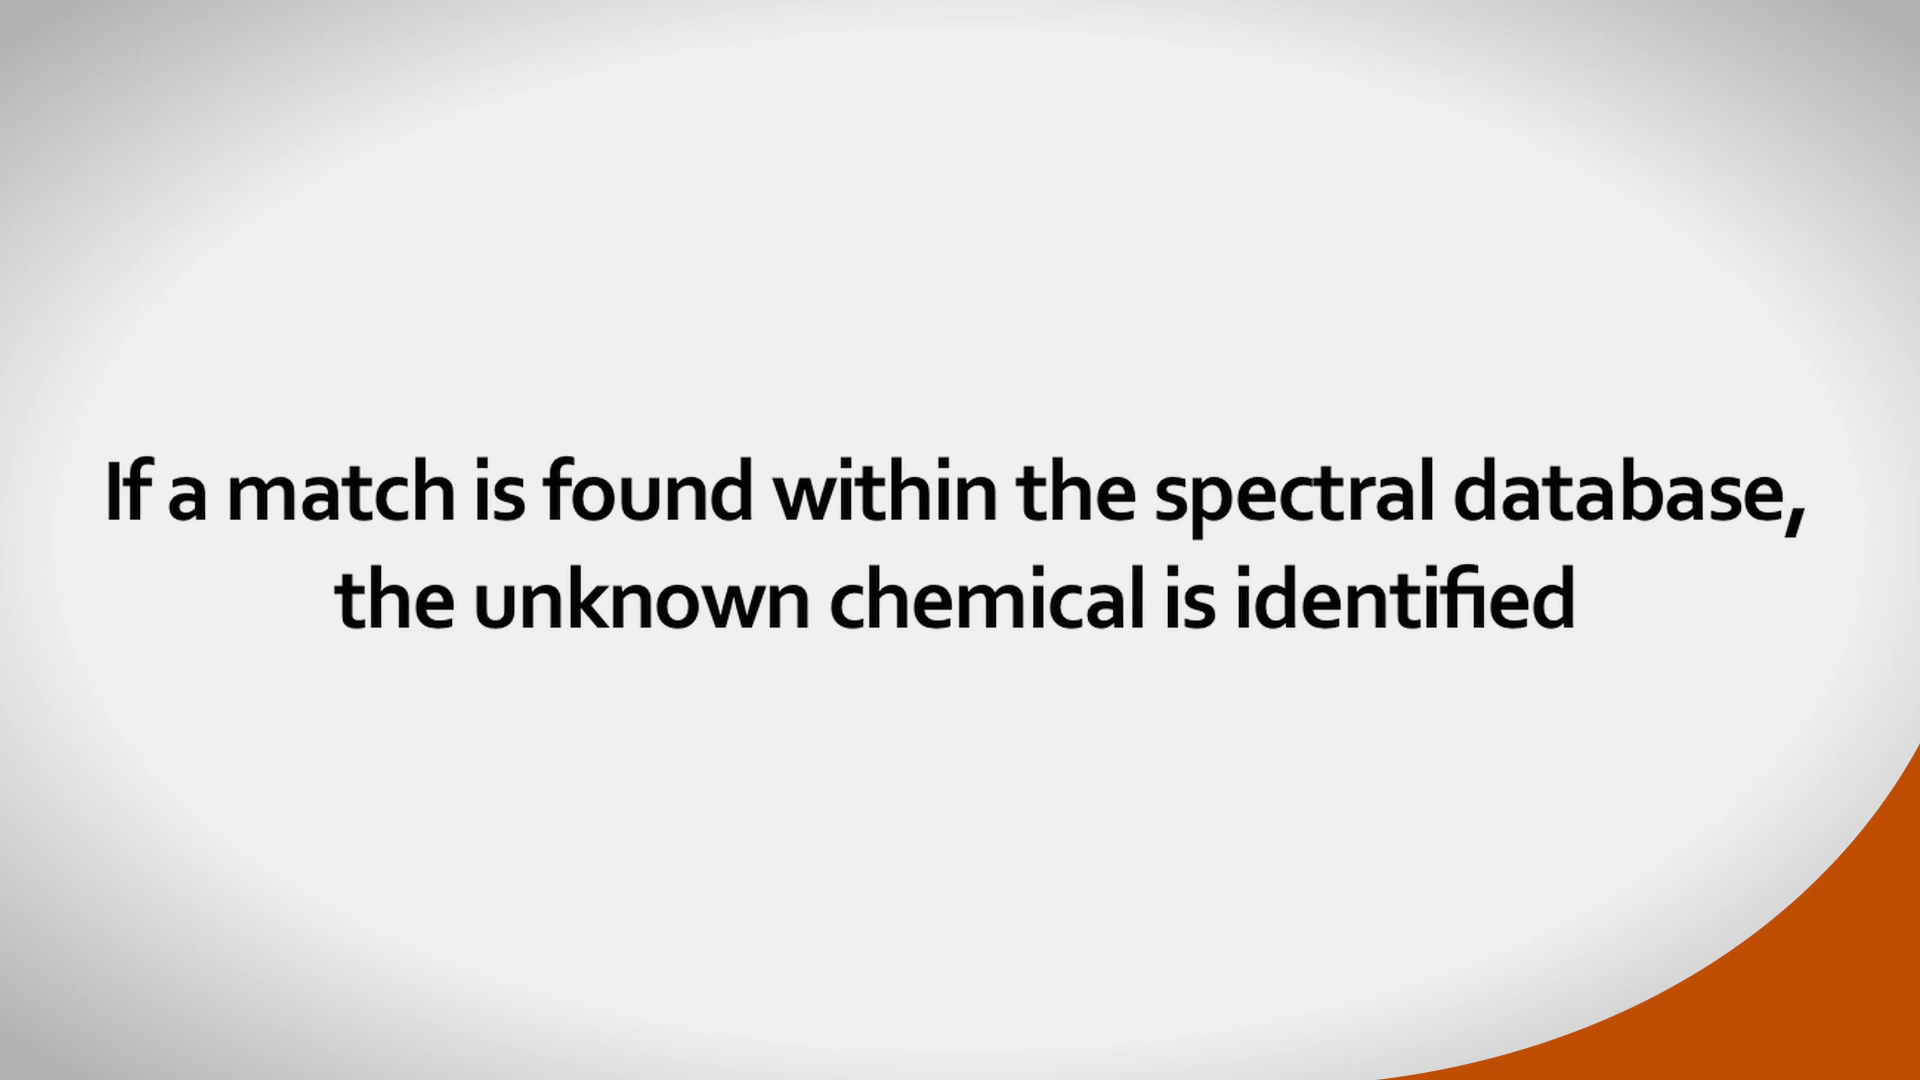 If a match is found within the spectral database,
the unknown chemical is identified